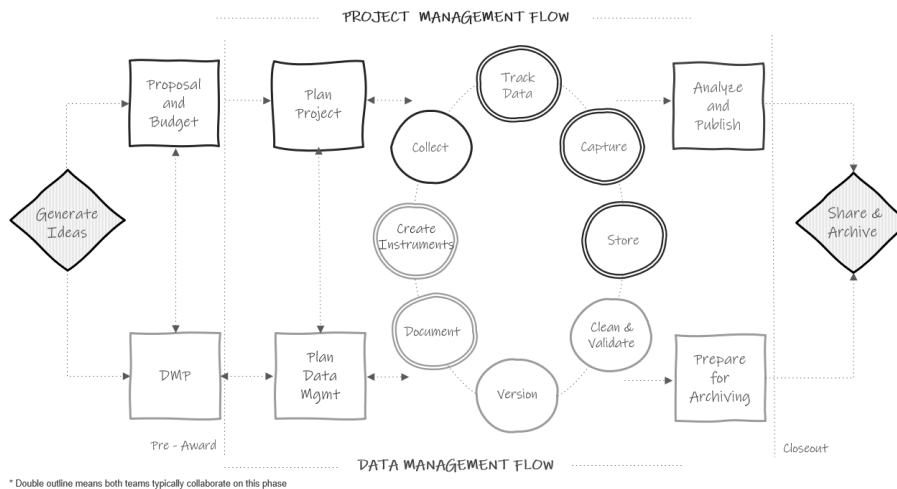 PROJECT MANAGEMENT FLOW
Proposal
and
Budget
Plan
Project
Track
Data
Analyze
and
Publish
Collect
Capture
Generate
Ideas
Create
Instruments
Store
Share &
Archive
Document
Clean &
Validate
DMP
Plan
Data
Mgmt
Version
Prepare
for
Archiving
Pre - Award
Closeout
DATA MANAGEMENT FLOW
* Double outline means both teams typically collaborate on this phase